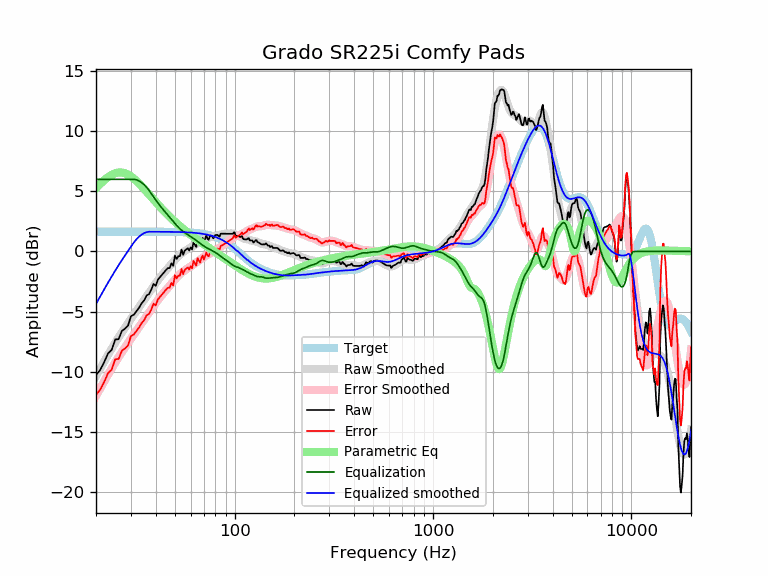 Grado SR225i Comfy Pads
15
10
5
0
−5
−10
−15
−20
Amplitude (dBr)
Target
Raw Smoothed
Error Smoothed
Raw
Error
Parametric Eq
Equalization
Equalized smoothed
100
1000
10000
Frequency (Hz)